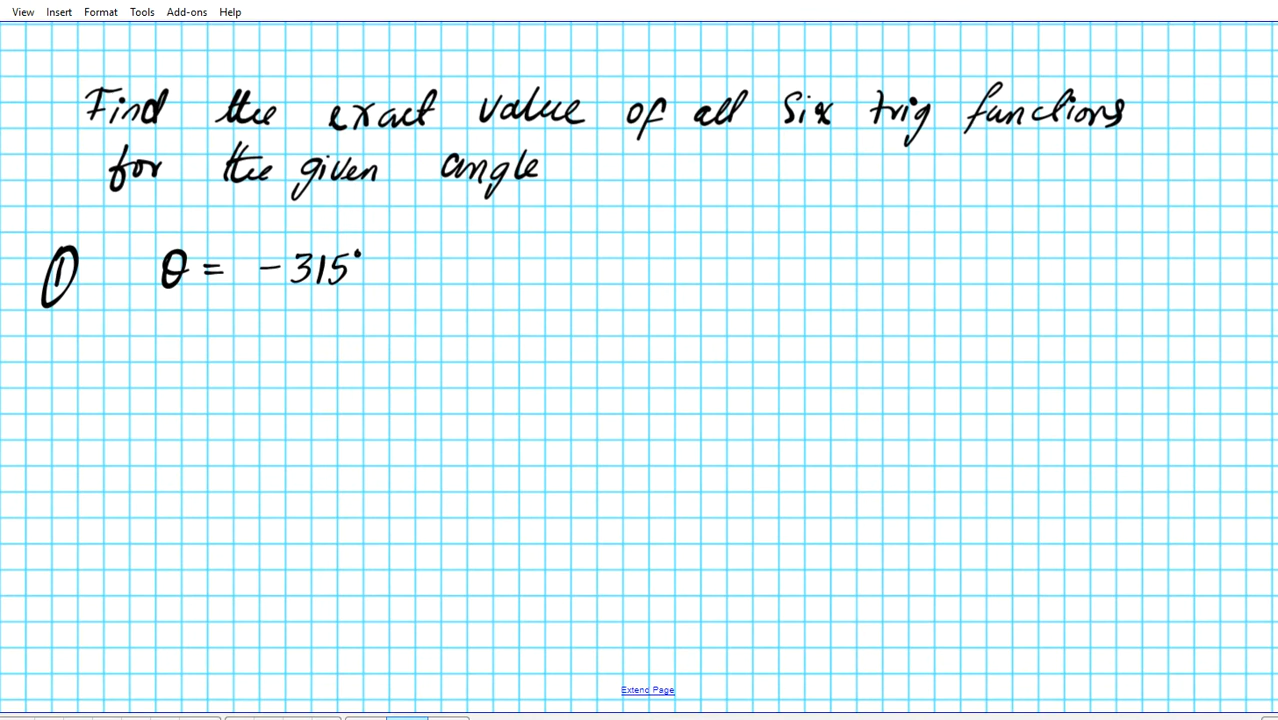 View Insert Format Tools Add-ons Help
Find the exact value of all six trig functions
for the given angle
① θ = -315°
Extend Page